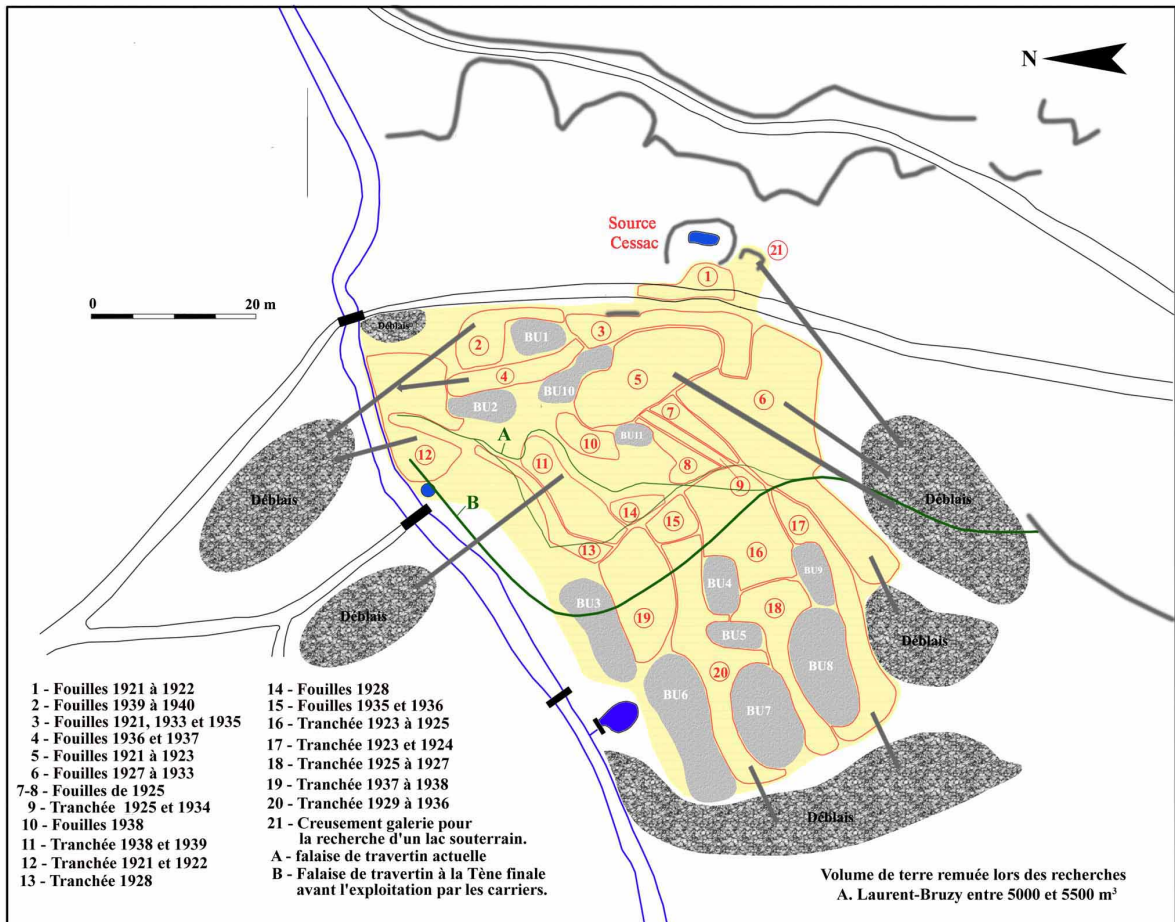 N
Source
Cessac
21
1
0 20 m
Déblais
2
BU1
3
4
BU10
5
BU2
6
7
A
10
BU11
12
11
8
9
Déblais
Déblais
B
14
15
17
13
16
BU4
BU9
BU3
19
18
Déblais
BU5
Déblais
20
BU8
BU6
BU7
Déblais
1 - Fouilles 1921 à 1922
2 - Fouilles 1939 à 1940
3 - Fouilles 1921, 1933 et 1935
4 - Fouilles 1936 et 1937
5 - Fouilles 1921 à 1923
6 - Fouilles 1927 à 1933
7-8 - Fouilles de 1925
9 - Tranchée 1925 et 1934
10 - Fouilles 1938
11 - Tranchée 1938 et 1939
12 - Tranchée 1921 et 1922
13 - Tranchée 1928
14 - Fouilles 1928
15 - Fouilles 1935 et 1936
16 - Tranchée 1923 à 1925
17 - Tranchée 1923 et 1924
18 - Tranchée 1925 à 1927
19 - Tranchée 1937 à 1938
20 - Tranchée 1929 à 1936
21 - Creusement galerie pour
la recherche d'un lac souterrain.
A - falaise de travertin actuelle
B - Falaise de travertin à la Tène finale
avant l'exploitation par les carriers.
Volume de terre remuée lors des recherches
A. Laurent-Bruzy entre 5000 et 5500 m³